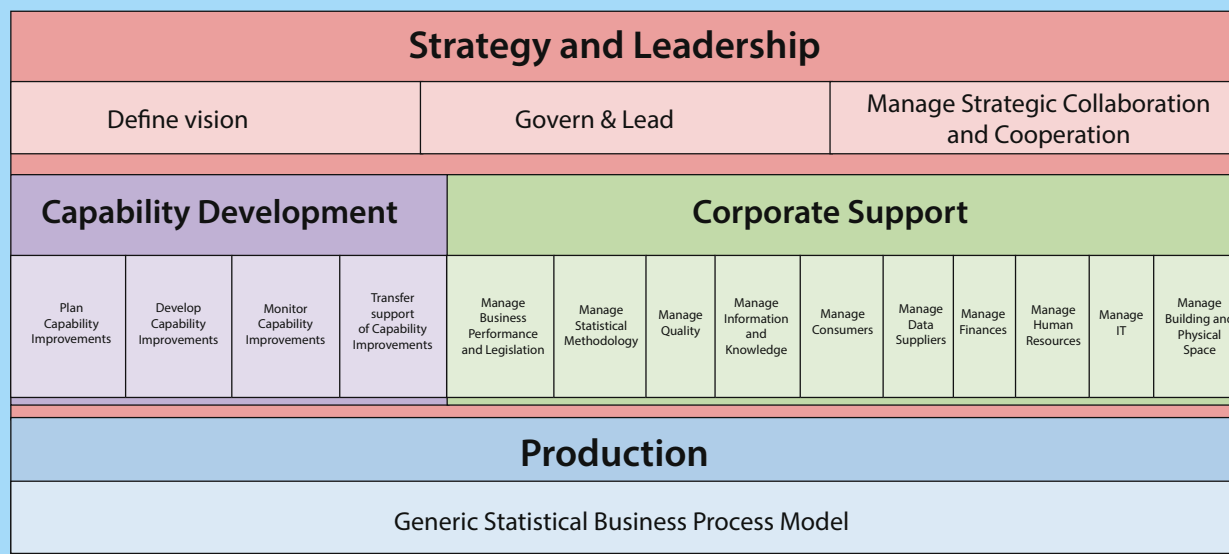 Strategy and Leadership
Define vision
Govern & Lead
Manage Strategic Collaboration
and Cooperation
Capability Development
Corporate Support
Plan
Capability
Improvements
Develop
Capability
Improvements
Monitor
Capability
Improvements
Transfer
support
of Capability
Improvements
Manage
Business
Performance
and Legislation
Manage
Statistical
Methodology
Manage
Quality
Manage
Information
and
Knowledge
Manage
Consumers
Manage
Data
Suppliers
Manage
Finances
Manage
Human
Resources
Manage
IT
Manage
Building and
Physical
Space
Production
Generic Statistical Business Process Model